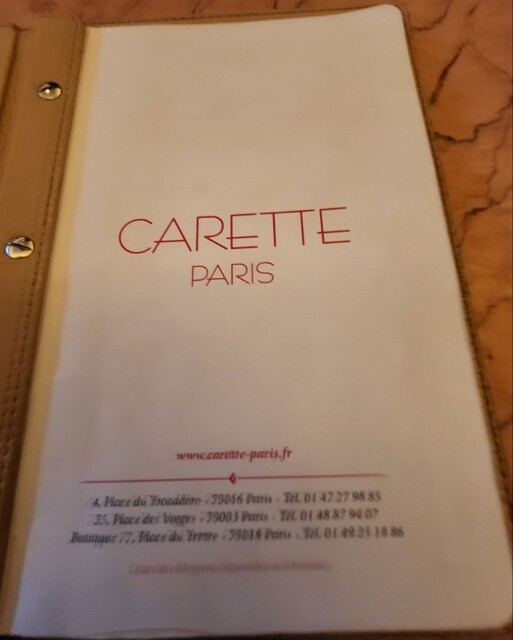 CARETTE
PARIS
www.carette-paris.fr
4, Place du Trocadéro - 75016 Paris - Tél. 01 47 27 98 85
25, Place des Vosges - 75003 Paris - Tél. 01 48 87 94 07
Boutique 7, Place du Tertre - 75018 Paris - Tél. 01 49 25 18 86